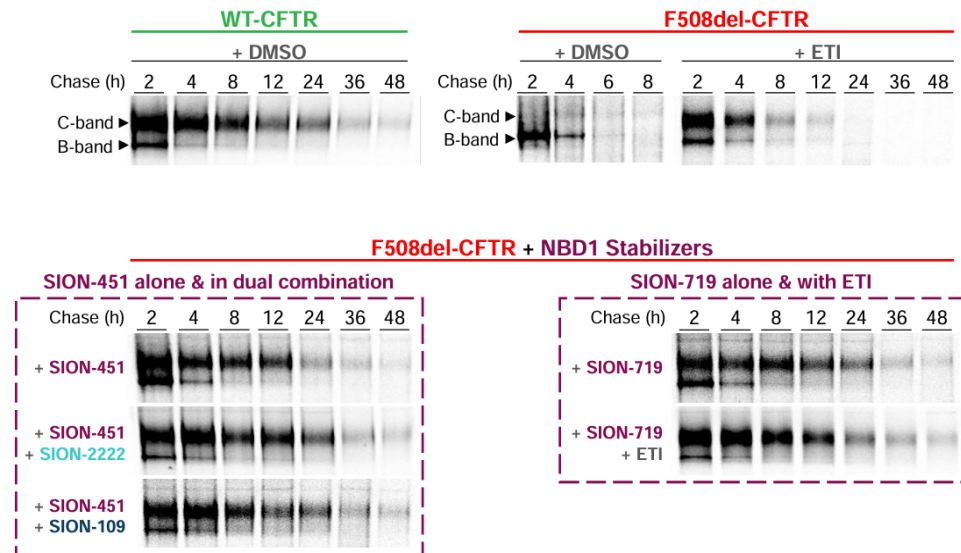 WT-CFTR
+ DMSO
Chase (h) 2 4 8 12 24 36 48
C-band
B-band
F508del-CFTR
+ DMSO + ETI
Chase (h) 2 4 6 8 2 4 8 12 24 36 48
C-band
B-band
F508del-CFTR + NBD1 Stabilizers
SION-451 alone & in dual combination
Chase (h) 2 4 8 12 24 36 48
+ SION-451
+ SION-451
+ SION-2222
+ SION-451
+ SION-109
SION-719 alone & with ETI
Chase (h) 2 4 8 12 24 36 48
+ SION-719
+ SION-719
+ ETI